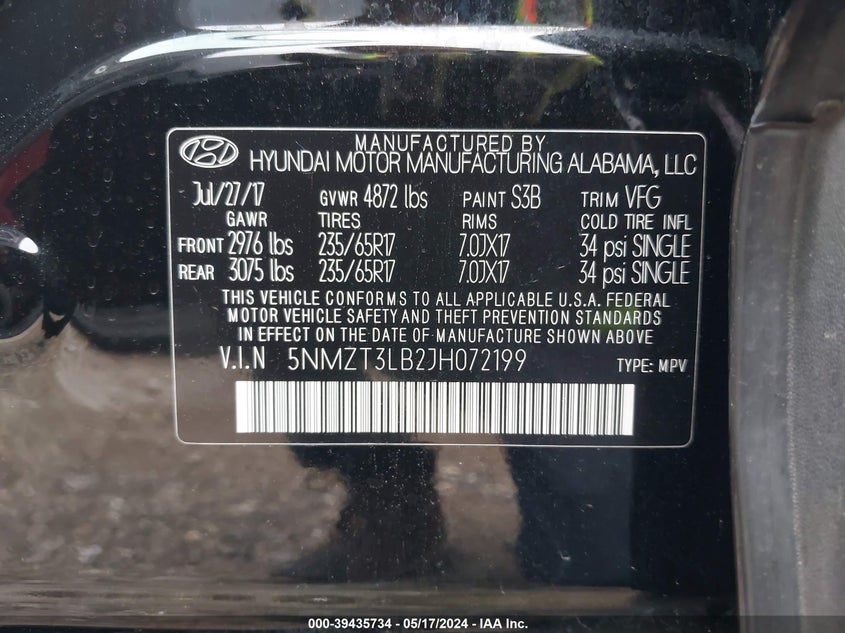 MANUFACTURED BY
HYUNDAI MOTOR MANUFACTURING ALABAMA, LLC
Jul/27/17 GVWR 4872 lbs PAINT S3B TRIM VFG
GAWR TIRES RIMS COLD TIRE INFL
FRONT 2976 lbs 235/65R17 7.0JX17 34 psi SINGLE
REAR 3075 lbs 235/65R17 7.0JX17 34 psi SINGLE
THIS VEHICLE CONFORMS TO ALL APPLICABLE U.S.A. FEDERAL
MOTOR VEHICLE SAFETY AND THEFT PREVENTION STANDARDS
IN EFFECT ON THE DATE OF MANUFACTURE SHOWN ABOVE
V.I.N 5NMZT3LB2JH072199 TYPE: MPV
000-39435734 - 05/17/2024 - IAA Inc.